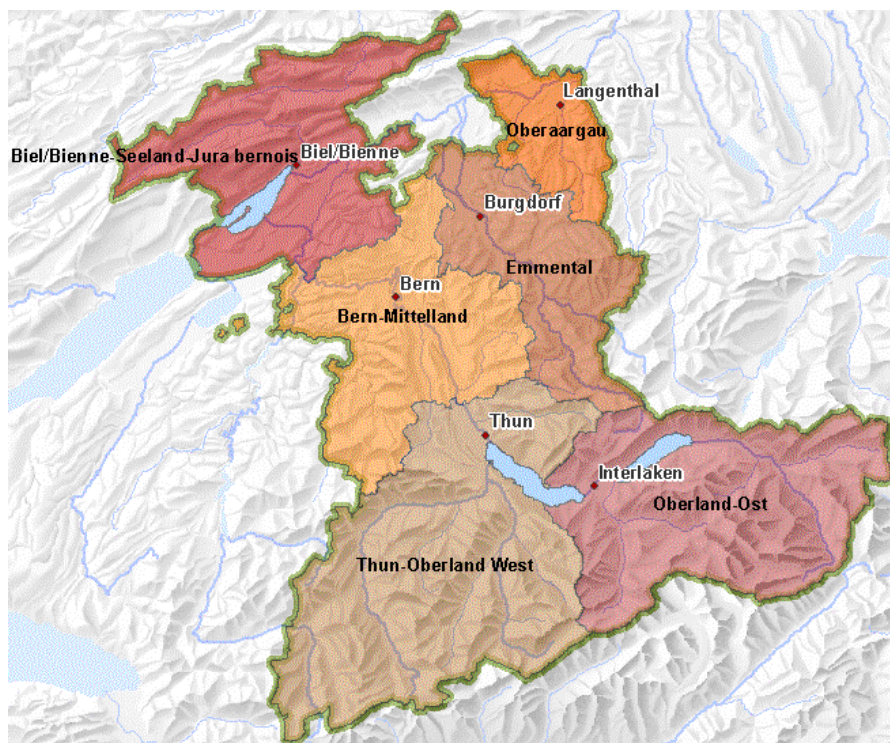 Langenthal
Oberaargau
Biel/Bienne-Seeland-Jura bernois
Biel/Bienne
Burgdorf
Emmental
Bern
Bern-Mittelland
Thun
Interlaken
Oberland-Ost
Thun-Oberland West